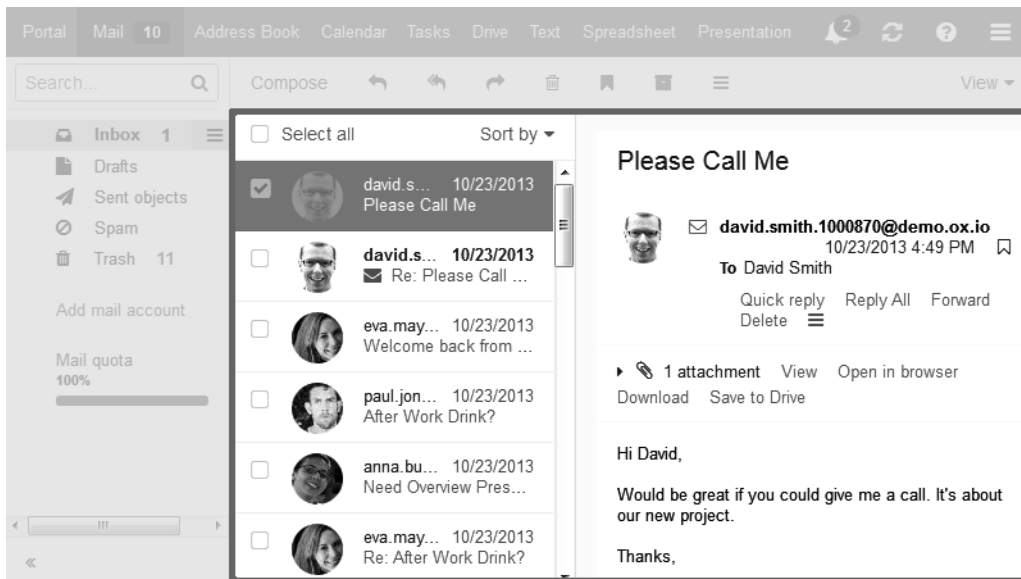 Portal Mail 10 Address Book Calendar Tasks Drive Text Spreadsheet Presentation 2
Search... Compose View
Inbox 1
Drafts
Sent objects
Spam
Trash 11
Add mail account
Mail quota
100%
Select all Sort by
david.s... 10/23/2013
Please Call Me
david.s... 10/23/2013
Re: Please Call ...
eva.may... 10/23/2013
Welcome back from ...
paul.jon... 10/23/2013
After Work Drink?
anna.bu... 10/23/2013
Need Overview Pres...
eva.may... 10/23/2013
Re: After Work Drink?
Please Call Me
david.smith.1000870@demo.ox.io
10/23/2013 4:49 PM
To David Smith
Quick reply Reply All Forward
Delete
1 attachment View Open in browser
Download Save to Drive
Hi David,
Would be great if you could give me a call. It's about
our new project.
Thanks,